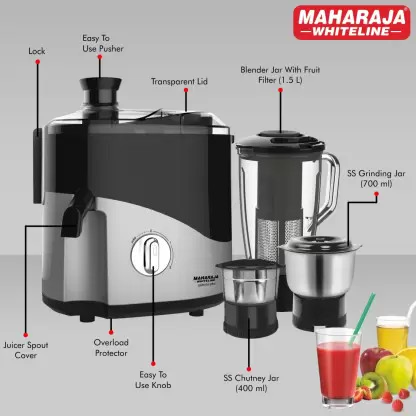 MAHARAJA
WHITELINE
Easy To
Use Pusher
Lock
Transparent Lid
Blender Jar With Fruit
Filter (1.5 L)
SS Grinding Jar
(700 ml)
MAHARAJA
WHITELINE
Juicer Spout
Cover
Overload
Protector
Easy To
Use Knob
SS Chutney Jar
(400 ml)